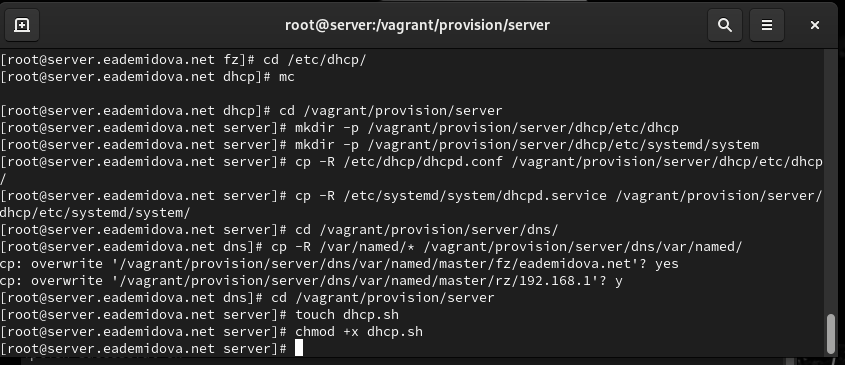 root@server:/vagrant/provision/server
[root@server.eademidova.net fz]# cd /etc/dhcp/
[root@server.eademidova.net dhcp]# mc
[root@server.eademidova.net dhcp]# cd /vagrant/provision/server
[root@server.eademidova.net server]# mkdir -p /vagrant/provision/server/dhcp/etc/dhcp
[root@server.eademidova.net server]# mkdir -p /vagrant/provision/server/dhcp/etc/systemd/system
[root@server.eademidova.net server]# cp -R /etc/dhcp/dhcpd.conf /vagrant/provision/server/dhcp/etc/dhcp
/
[root@server.eademidova.net server]# cp -R /etc/systemd/system/dhcpd.service /vagrant/provision/server/
dhcp/etc/systemd/system/
[root@server.eademidova.net server]# cd /vagrant/provision/server/dns/
[root@server.eademidova.net dns]# cp -R /var/named/* /vagrant/provision/server/dns/var/named/
cp: overwrite '/vagrant/provision/server/dns/var/named/master/fz/eademidova.net'? yes
cp: overwrite '/vagrant/provision/server/dns/var/named/master/rz/192.168.1'? y
[root@server.eademidova.net dns]# cd /vagrant/provision/server
[root@server.eademidova.net server]# touch dhcp.sh
[root@server.eademidova.net server]# chmod +x dhcp.sh
[root@server.eademidova.net server]#